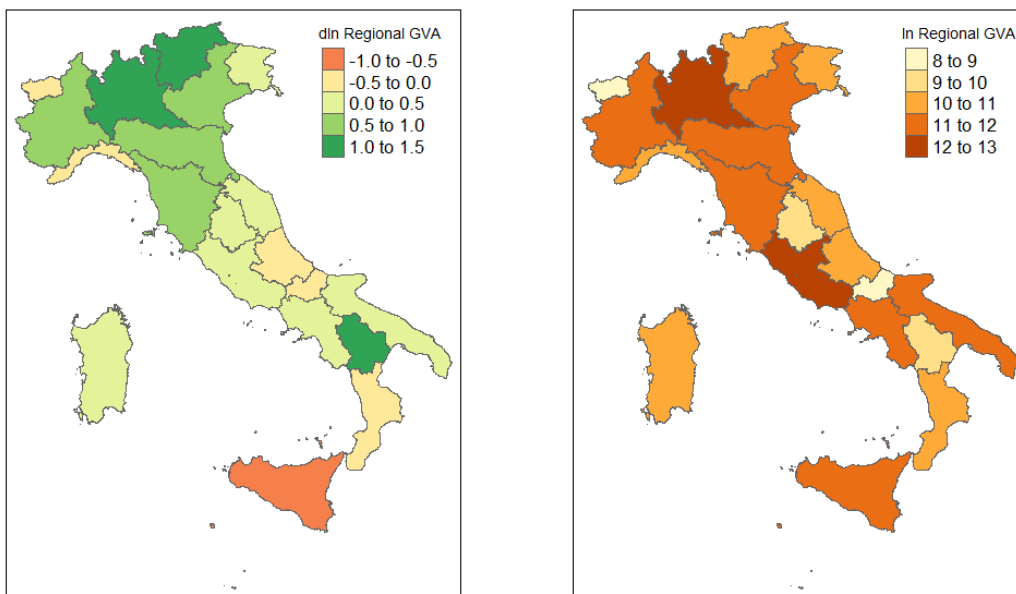 dln Regional GVA
-1.0 to -0.5
-0.5 to 0.0
0.0 to 0.5
0.5 to 1.0
1.0 to 1.5
ln Regional GVA
8 to 9
9 to 10
10 to 11
11 to 12
12 to 13